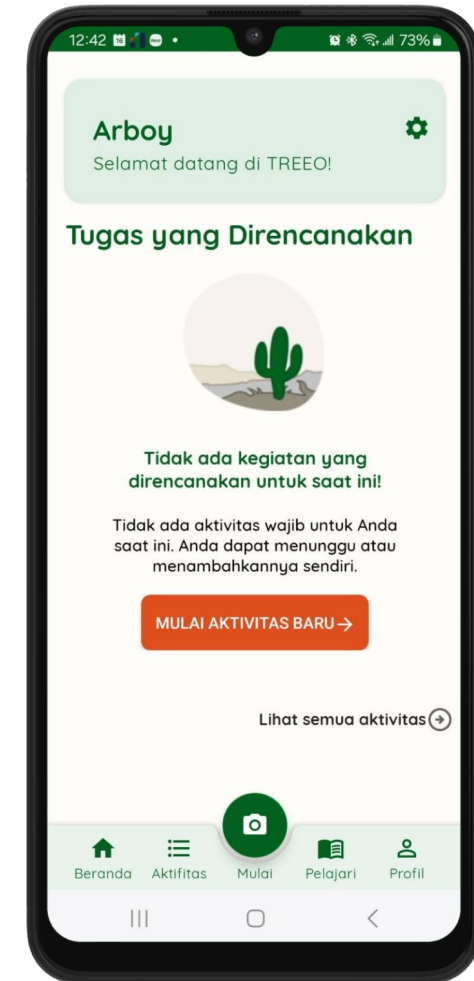 12:42
73%
Arboy
Selamat datang di TREEO!
Tugas yang Direncanakan
Tidak ada kegiatan yang
direncanakan untuk saat ini!
Tidak ada aktivitas wajib untuk Anda
saat ini. Anda dapat menunggu atau
menambahkannya sendiri.
MULAI AKTIVITAS BARU →
Lihat semua aktivitas
Beranda Aktifitas Mulai Pelajari Profil